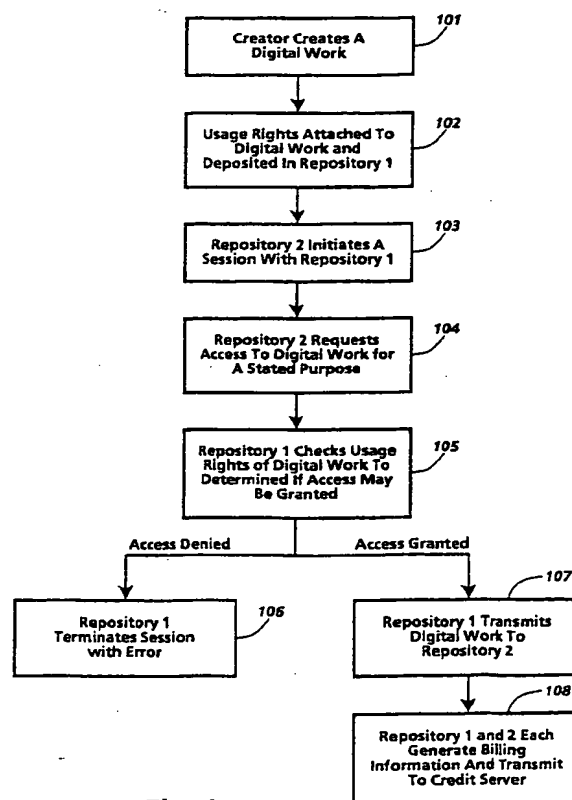 101
Creator Creates A
Digital Work
102
Usage Rights Attached To
Digital Work and
Deposited In Repository 1
103
Repository 2 Initiates A
Session With Repository 1
104
Repository 2 Requests
Access To Digital Work for
A Stated Purpose
105
Repository 1 Checks Usage
Rights of Digital Work To
Determined If Access May
Be Granted
Access Denied
Access Granted
106
Repository 1
Terminates Session
with Error
107
Repository 1 Transmits
Digital Work To
Repository 2
108
Repository 1 and 2 Each
Generate Billing
Information And Transmit
To Credit Server